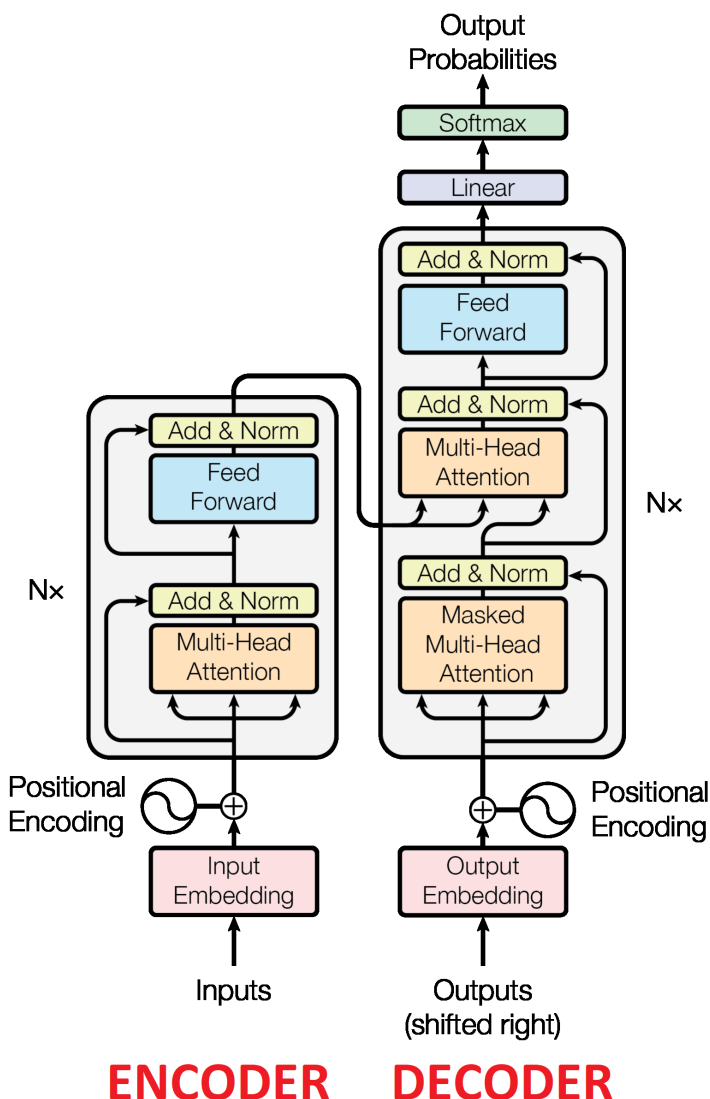 Output
Probabilities
Softmax
Linear
Add & Norm
Feed
Forward
Add & Norm
Multi-Head
Attention
Nx
Add & Norm
Masked
Multi-Head
Attention
Add & Norm
Feed
Forward
Nx
Add & Norm
Multi-Head
Attention
Positional
Encoding
Positional
Encoding
Input
Embedding
Output
Embedding
Inputs
Outputs
(shifted right)
ENCODER
DECODER